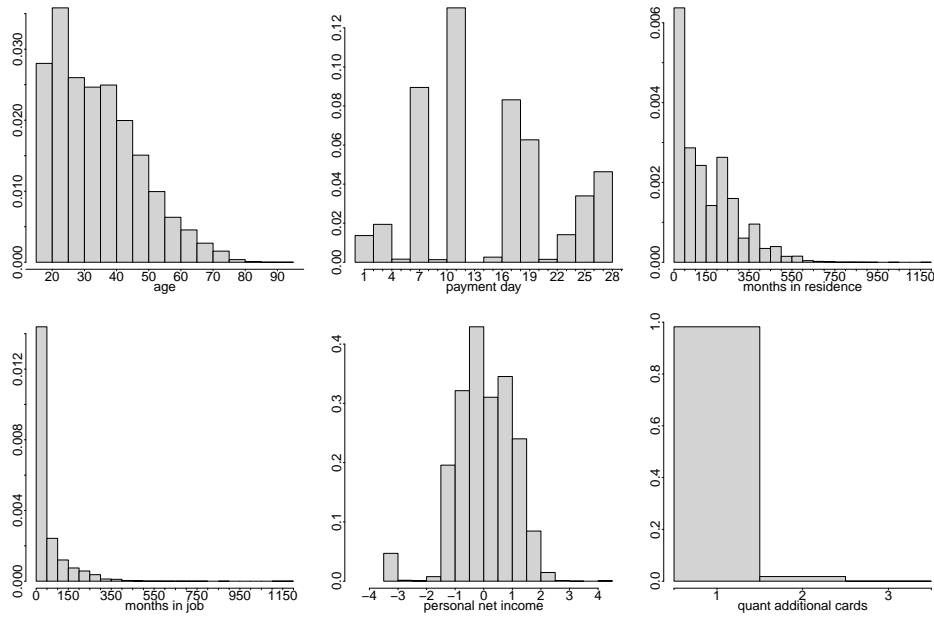 0.000 0.010 0.020 0.030
20 30 40 50 60 70 80 90
age
0.00 0.02 0.04 0.06 0.08 0.10 0.12
1 4 7 10 13 16 19 22 25 28
payment day
0.000 0.002 0.004 0.006
0 150 350 550 750 950 1150
months in residence
0.000 0.004 0.008 0.012
0 150 350 550 750 950 1150
months in job
0.0 0.1 0.2 0.3 0.4
−4 −3 −2 −1 0 1 2 3 4
personal net income
0.0 0.2 0.4 0.6 0.8 1.0
1 2 3
quant additional cards